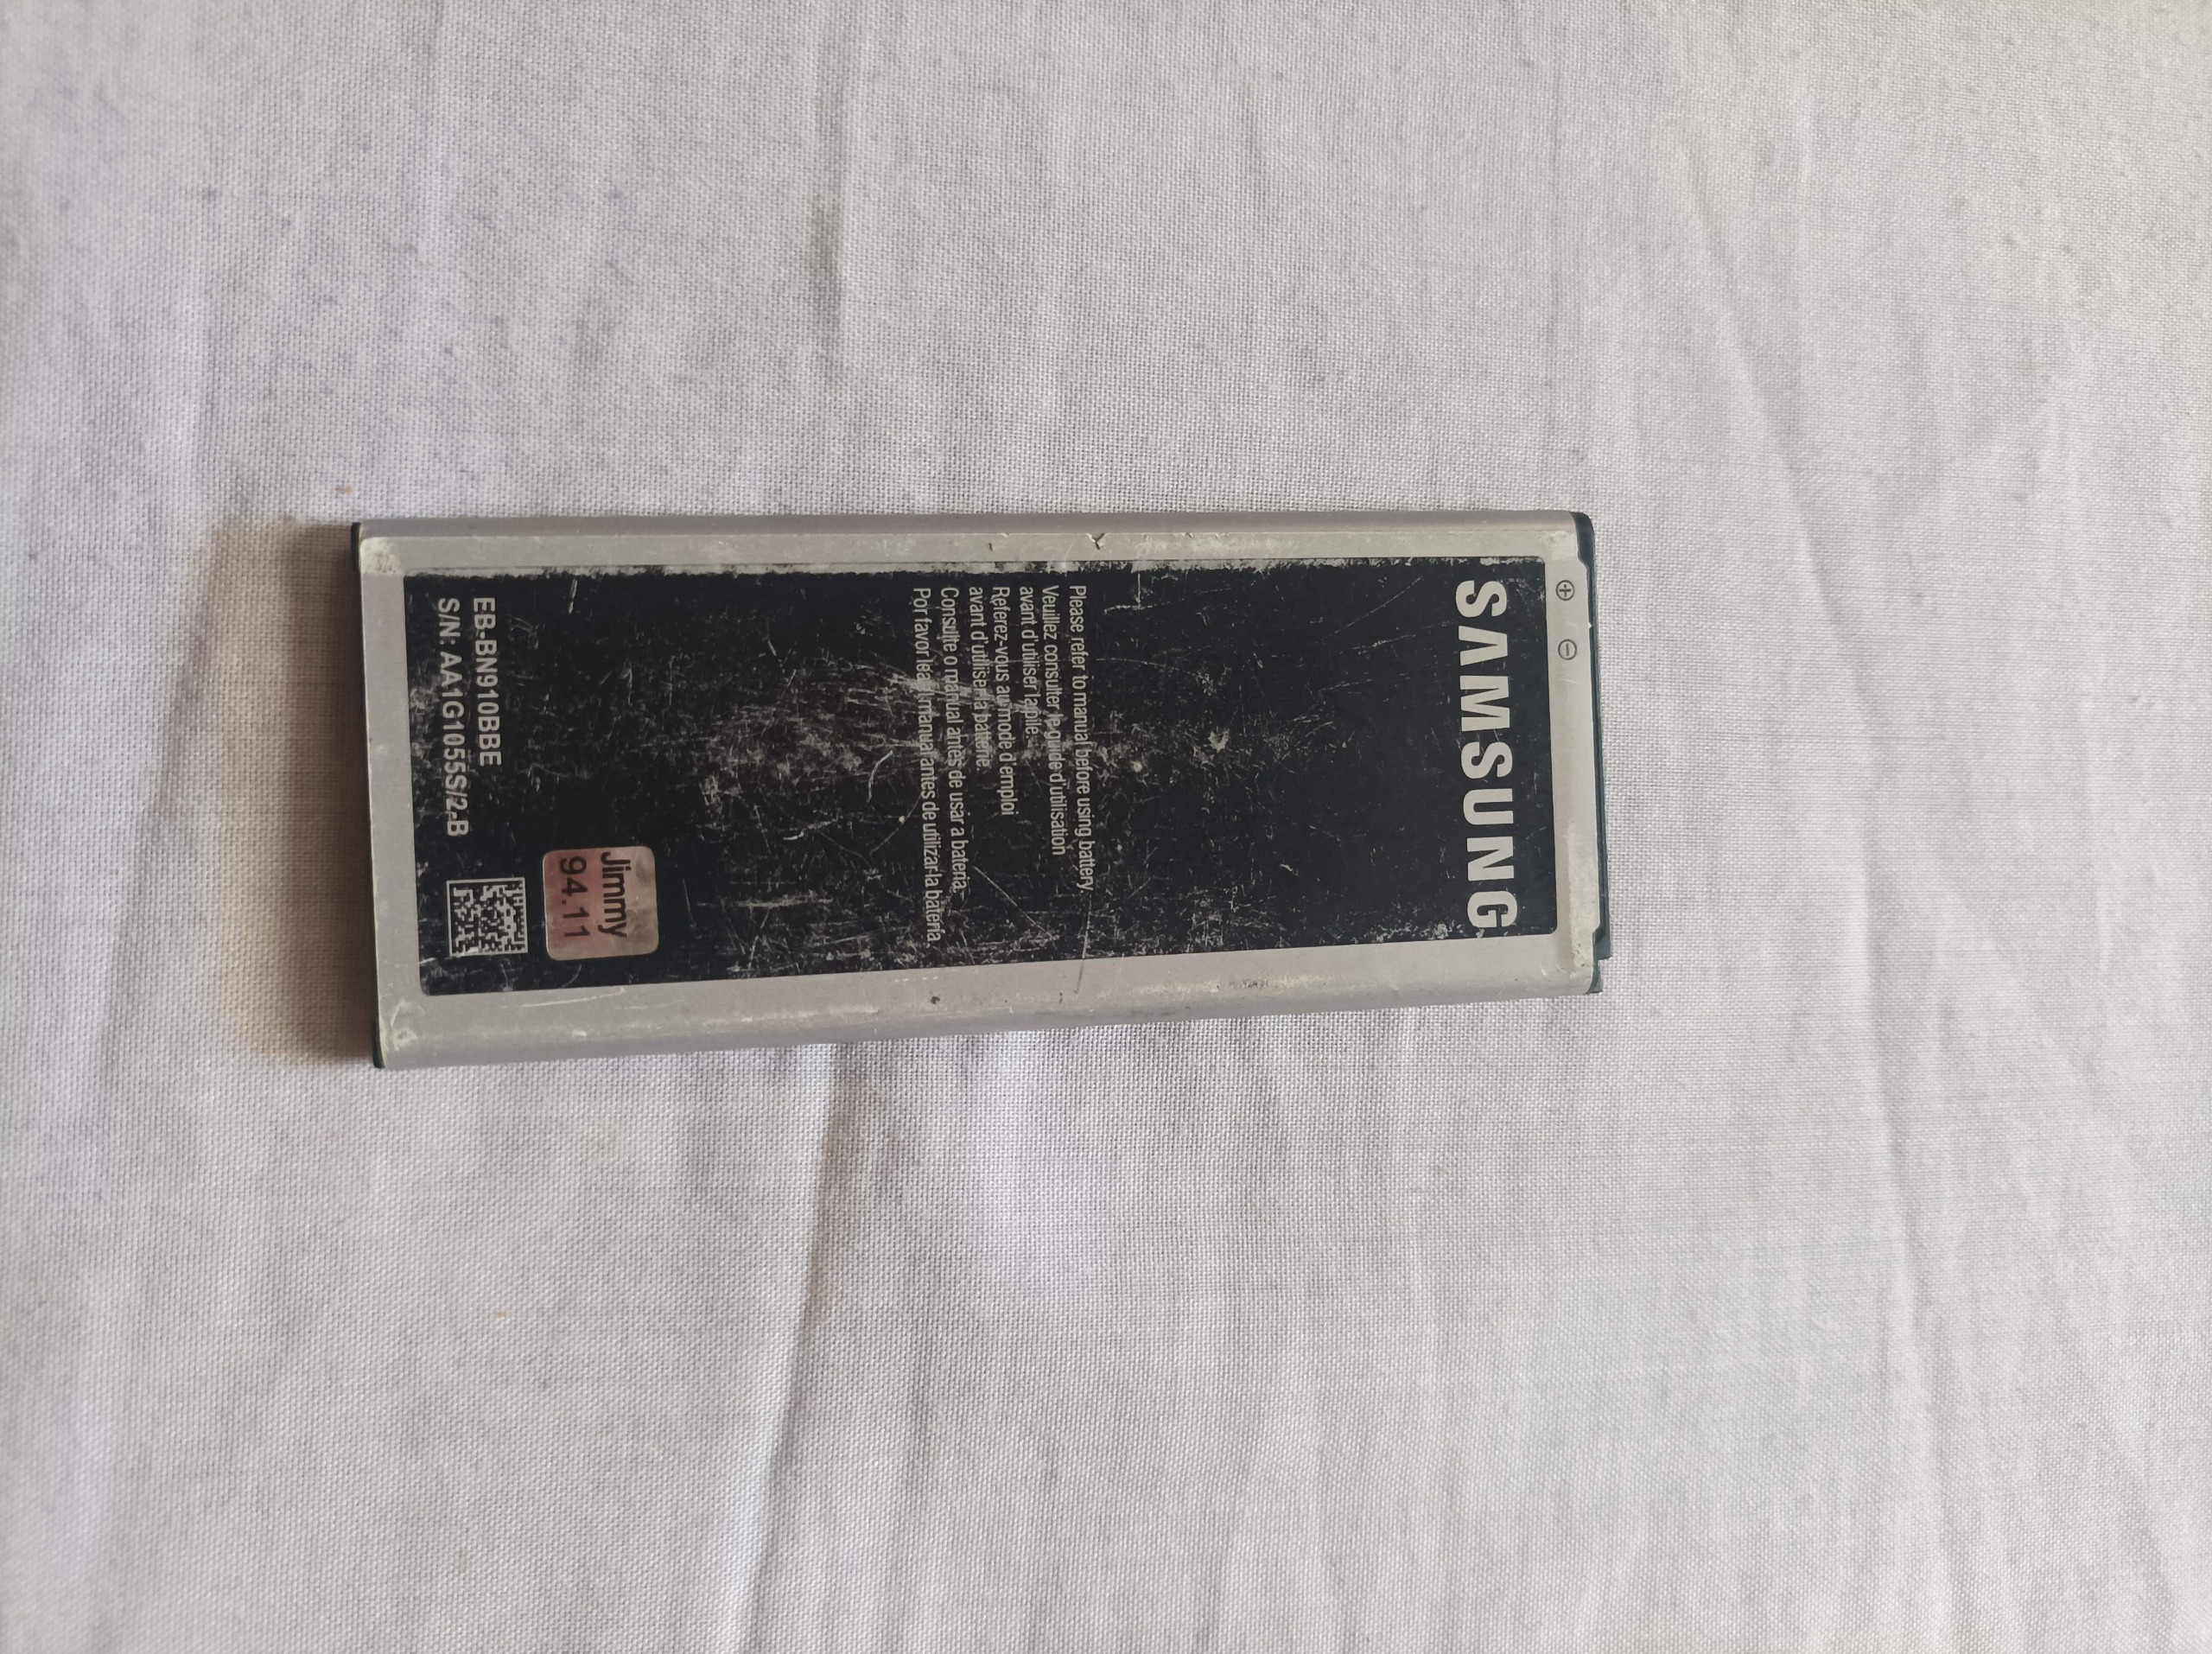 SAMSUNG
Please refer to manual before using battery.
Veuillez consulter le guide d'utilisation
avant d'utiliser la pile.
Referez-vous au mode d'emploi
avant d'utiliser la batterie.
Consulte o manual antes de usar a bateria.
Por favor lea el manual antes de utilizar la bateria.
Jimmy
94.11
EB-BN910BBE
S/N: AA1G1055S/2-B